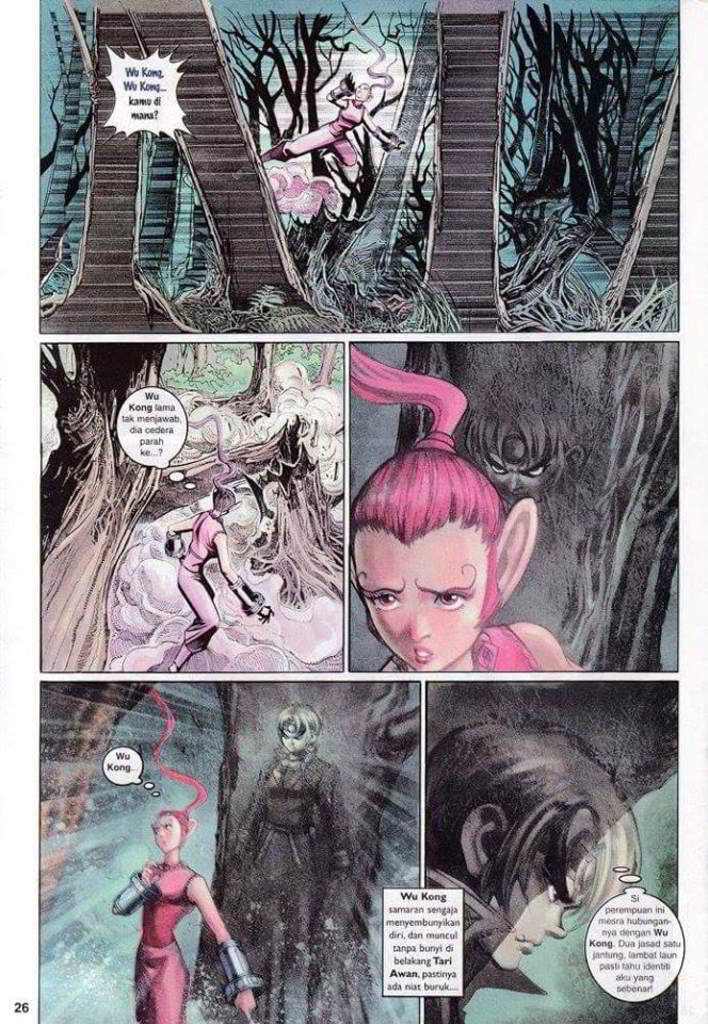 Wu Kong,
Wu Kong...
kamu di
mana?
Wu
Kong lama
tak menjawab,
dia cedera
parah
ke...?
Wu
Kong...
Wu Kong
samaran sengaja
menyembunyikan
diri, dan muncul
tanpa bunyi di
belakang Tari
Awan, pastinya
ada niat buruk....
Si
perempuan ini
mesra hubungan-
nya dengan Wu
Kong. Dua jasad satu
jantung, lambat laun
pasti tahu identiti
aku yang
sebenar!
26